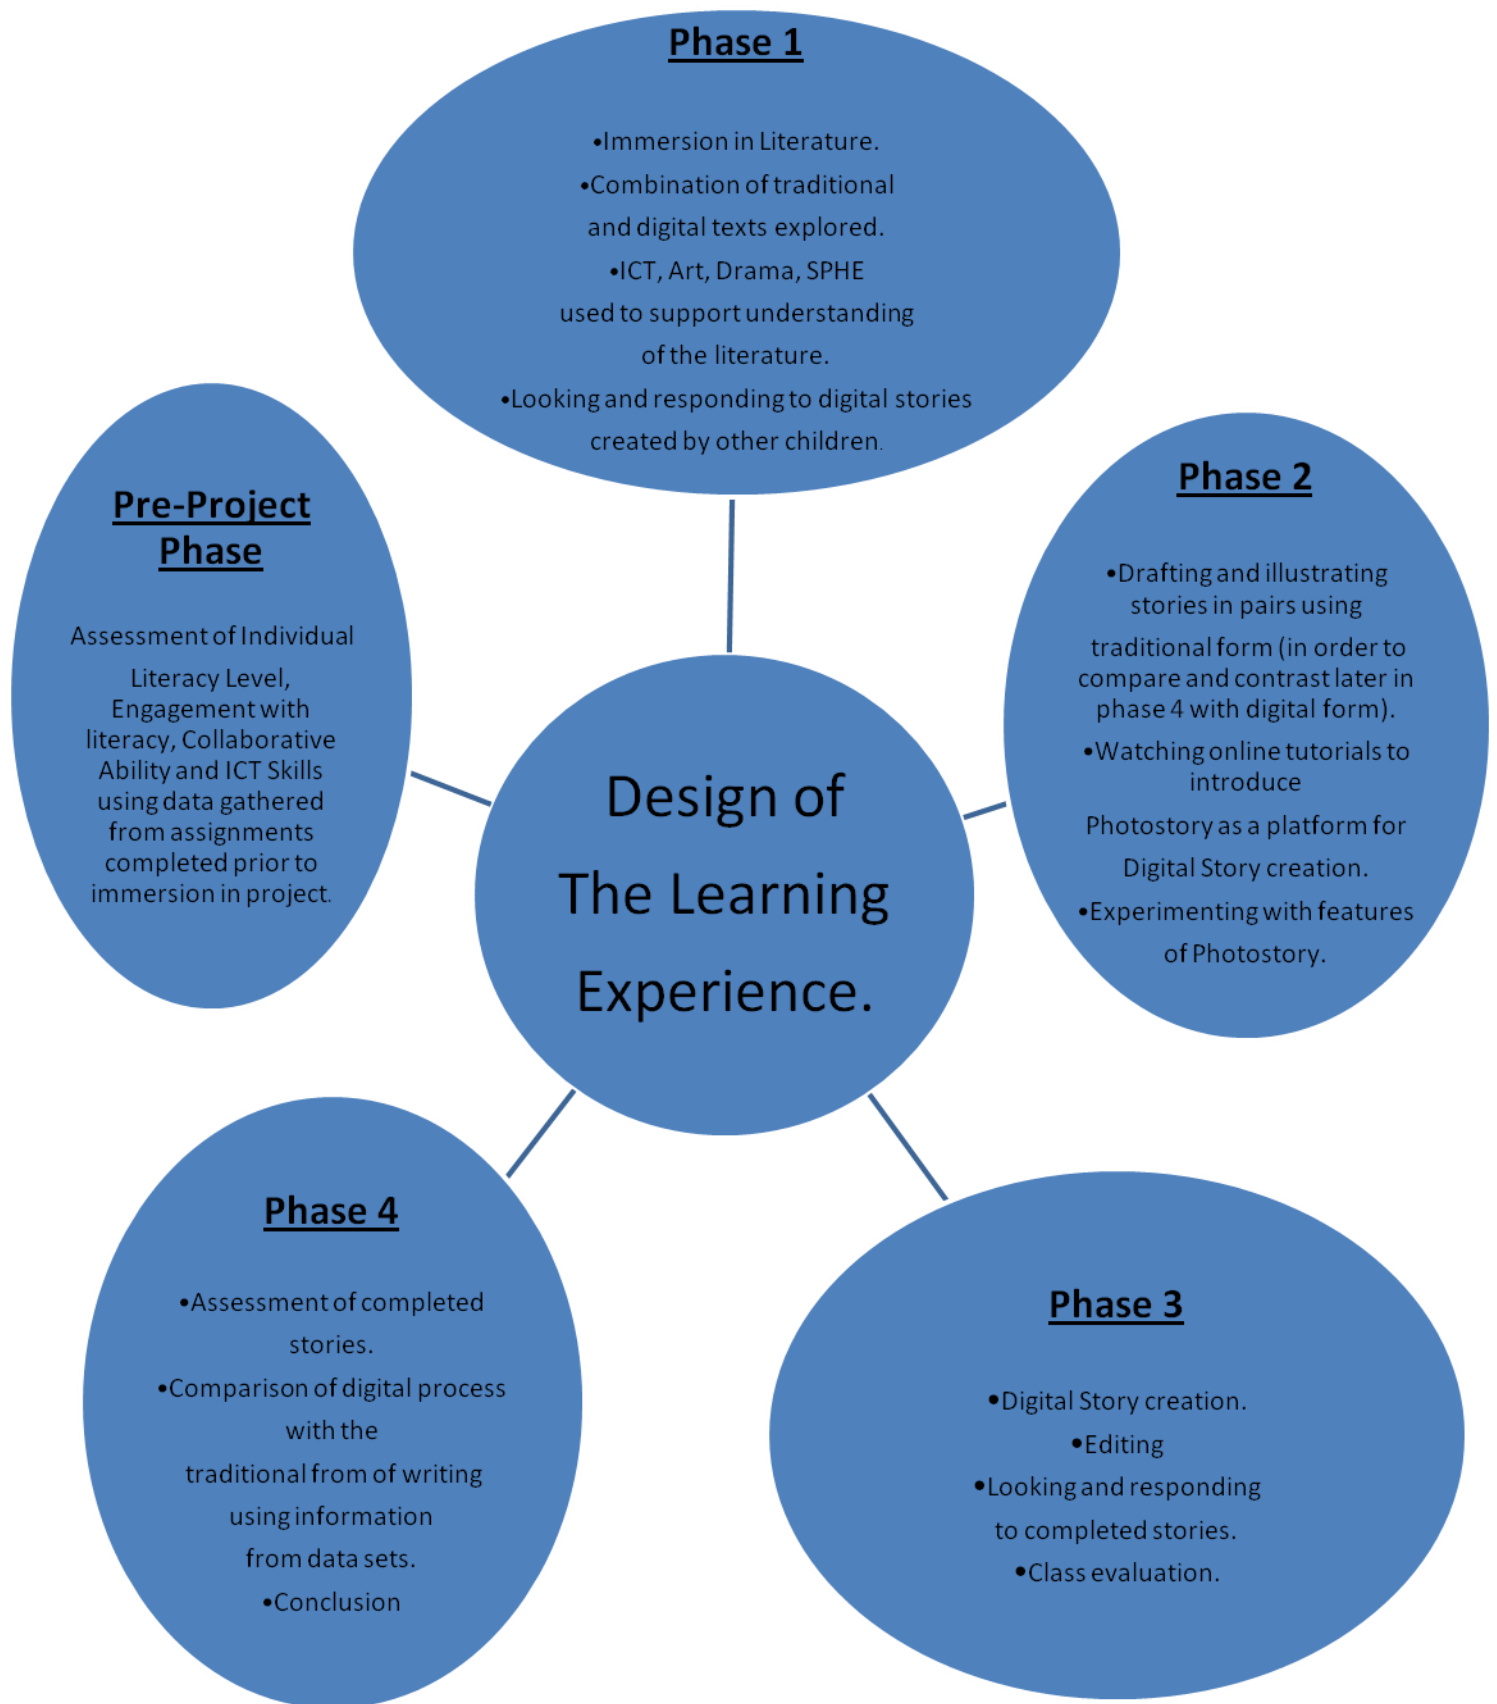 Phase 1
•Immersion in Literature.
•Combination of traditional
and digital texts explored.
•ICT, Art, Drama, SPHE
used to support understanding
of the literature.
•Looking and responding to digital stories
created by other children.
Pre-Project
Phase
Assessment of Individual
Literacy Level,
Engagement with
literacy, Collaborative
Ability and ICT Skills
using data gathered
from assignments
completed prior to
immersion in project.
Phase 2
•Drafting and illustrating
stories in pairs using
traditional form (in order to
compare and contrast later in
phase 4 with digital form).
•Watching online tutorials to
introduce
Photostory as a platform for
Digital Story creation.
•Experimenting with features
of Photostory.
Design of
The Learning
Experience.
Phase 4
•Assessment of completed
stories.
•Comparison of digital process
with the
traditional from of writing
using information
from data sets.
•Conclusion
Phase 3
•Digital Story creation.
•Editing
•Looking and responding
to completed stories.
•Class evaluation.